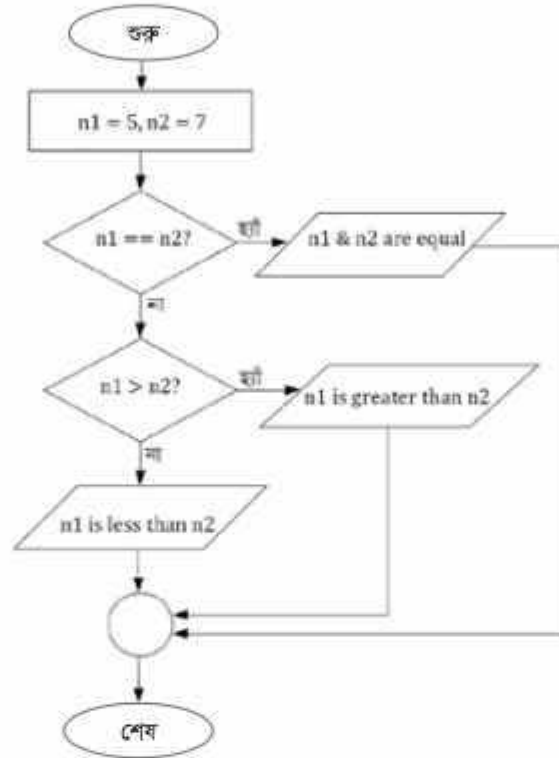 শুরু
n1 = 5, n2 = 7
n1 == n2?
হ্যাঁ
n1 & n2 are equal
না
n1 > n2?
হ্যাঁ
n1 is greater than n2
না
n1 is less than n2
শেষ